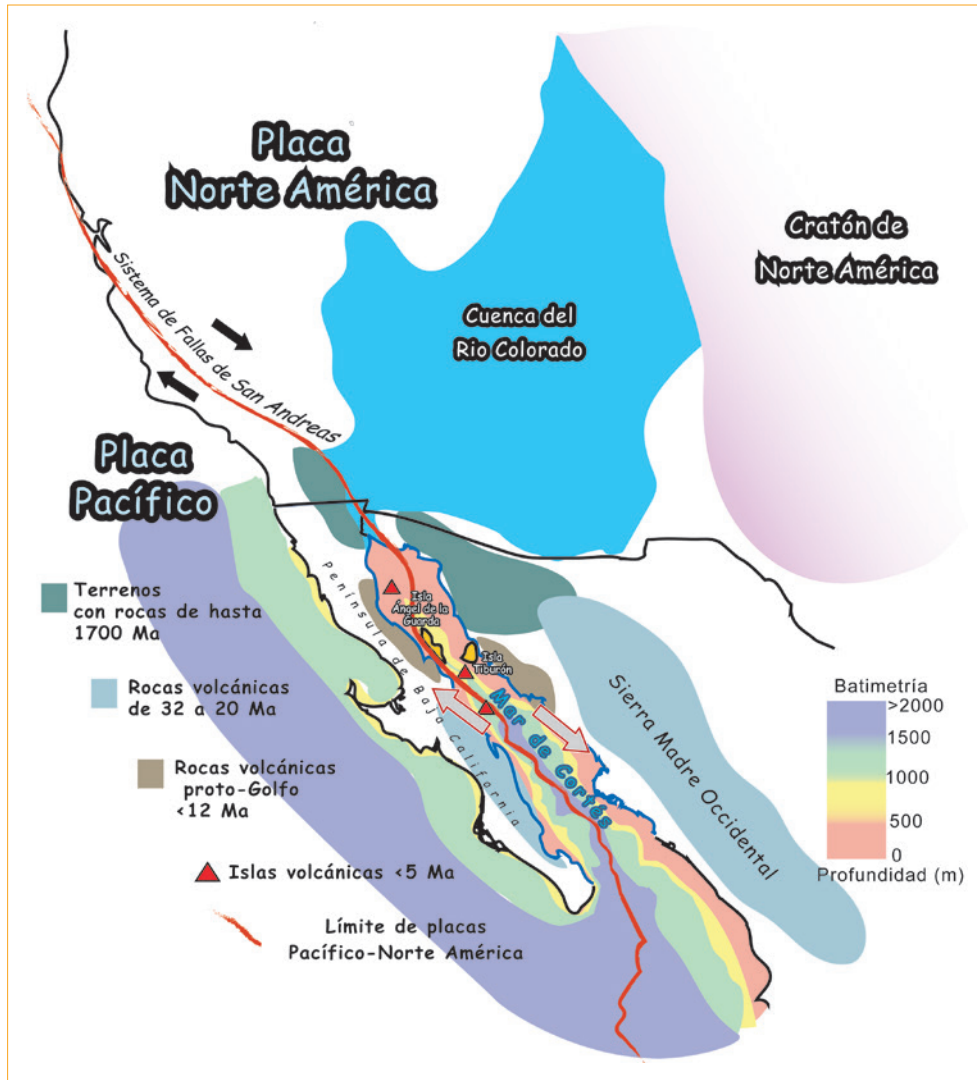 Placa
Norte América
Cratón de
Norte América
Cuenca del
Rio Colorado
Sistema de Fallas de San Andreas
Placa
Pacífico
Terrenos
con rocas de hasta
1700 Ma
Rocas volcánicas
de 32 a 20 Ma
Rocas volcánicas
proto-Golfo
<12 Ma
Islas volcánicas <5 Ma
Límite de placas
Pacífico-Norte América
Península de Baja California
Isla
Ángel de la
Guarda
Isla
Tiburón
Mar de Cortés
Sierra Madre Occidental
Batimetría
>2000
1500
1000
500
0
Profundidad (m)